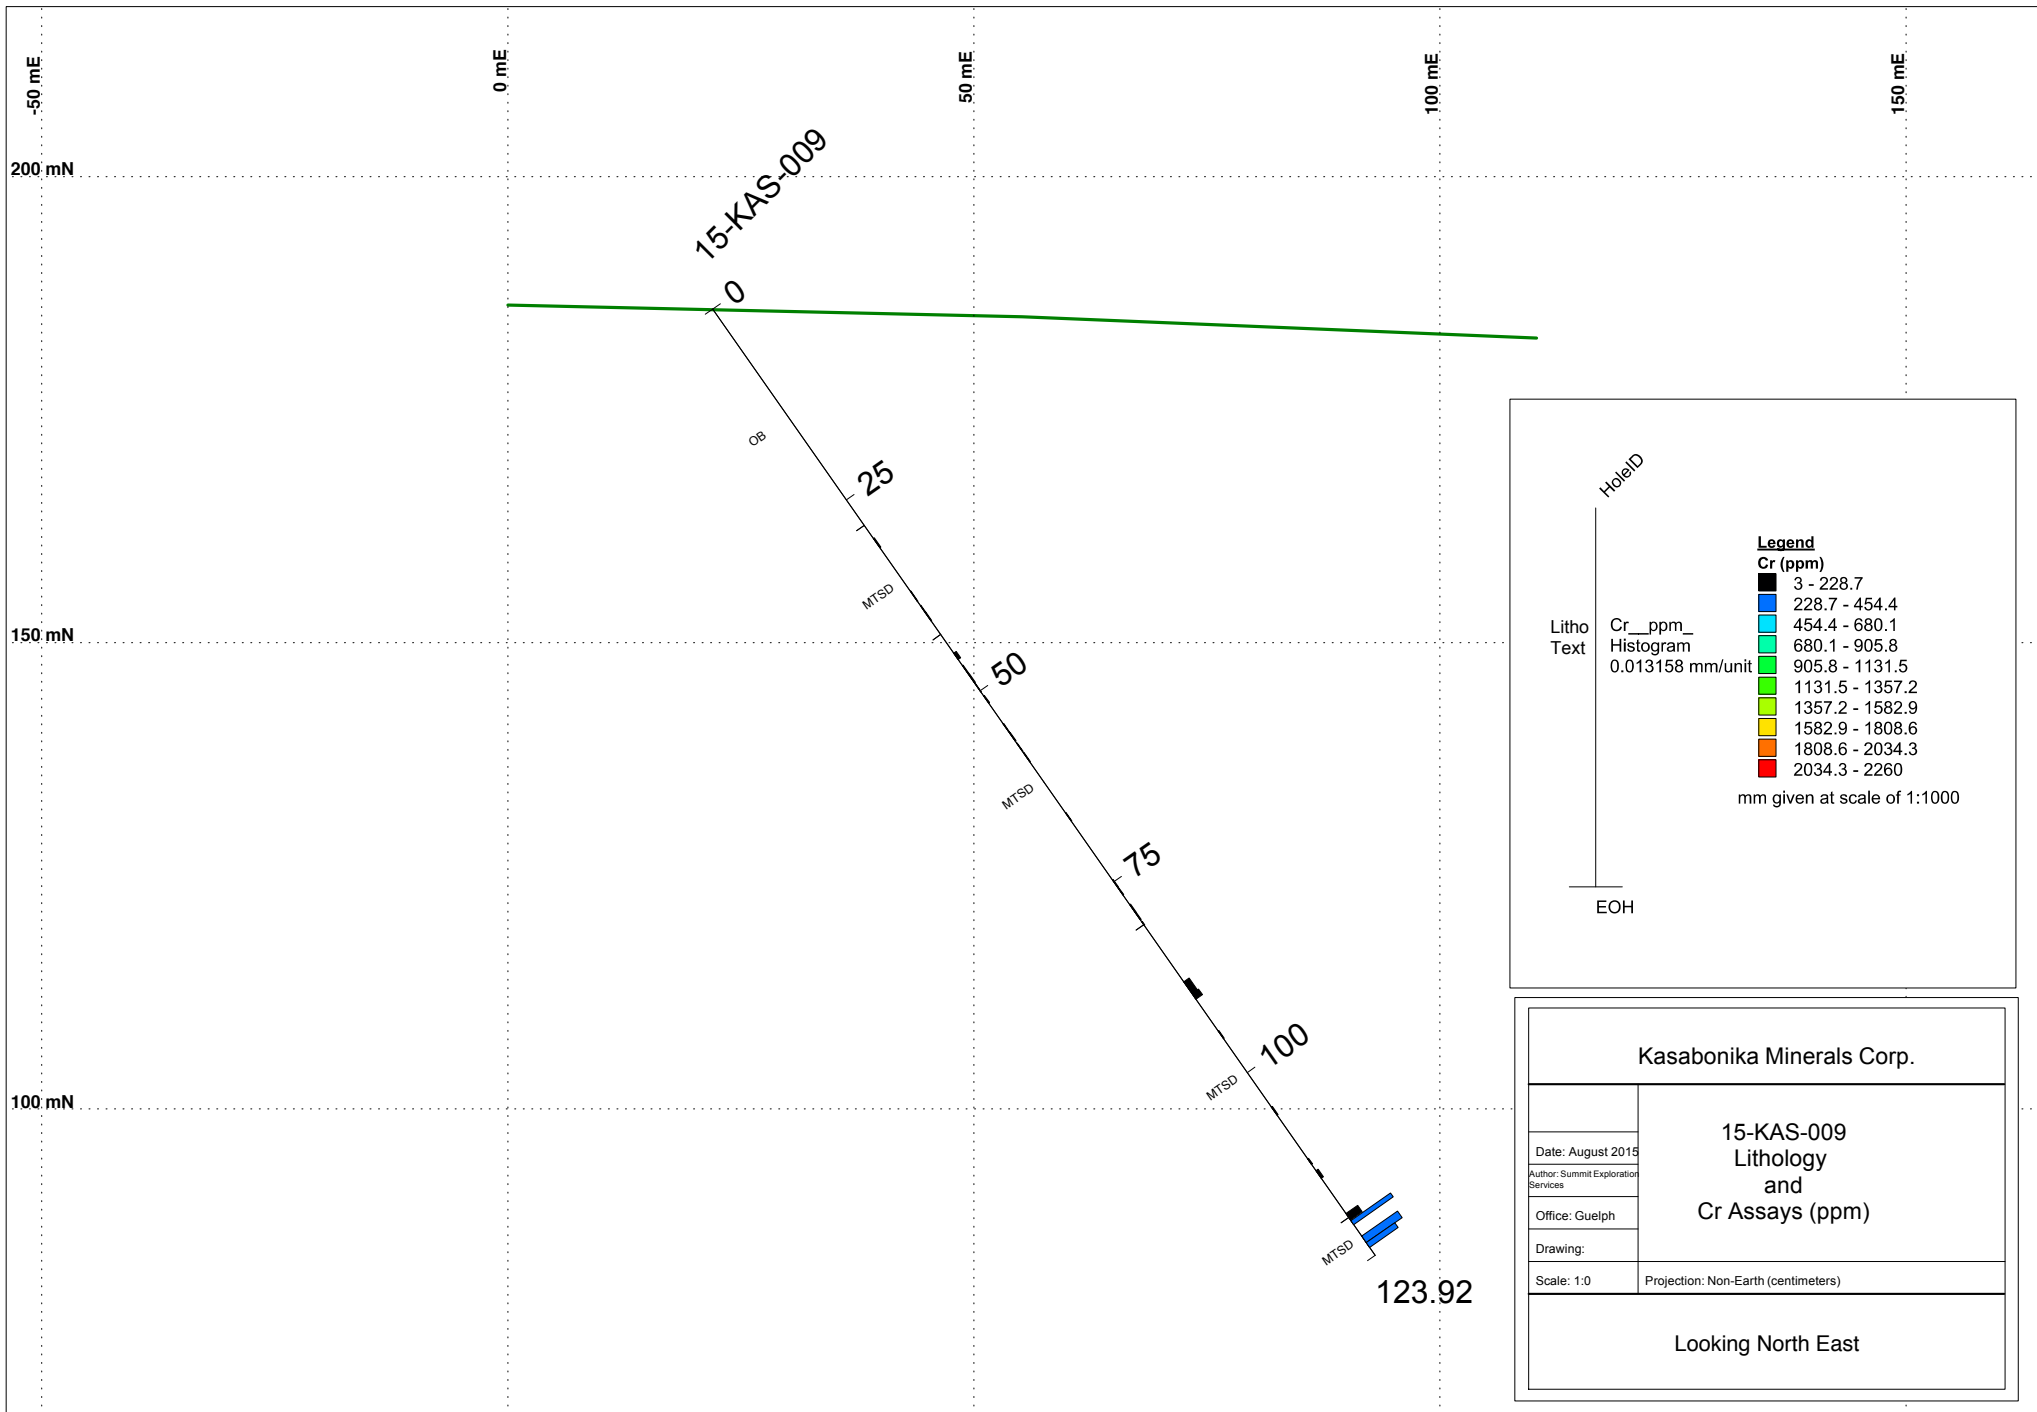 -50 mE
0 mE
50 mE
100 mE
150 mE
200 mN
150 mN
100 mN
15-KAS-009
0
OB
25
MTSD
50
MTSD
75
100
MTSD
MTSD
123.92
HoleID
Litho
Text
Cr__ppm_
Histogram
0.013158 mm/unit
EOH
Legend
Cr (ppm)
3 - 228.7
228.7 - 454.4
454.4 - 680.1
680.1 - 905.8
905.8 - 1131.5
1131.5 - 1357.2
1357.2 - 1582.9
1582.9 - 1808.6
1808.6 - 2034.3
2034.3 - 2260
mm given at scale of 1:1000
Kasabonika Minerals Corp.
Date: August 2015
Author: Summit Exploration
Services
Office: Guelph
Drawing:
Scale: 1:0
15-KAS-009
Lithology
and
Cr Assays (ppm)
Projection: Non-Earth (centimeters)
Looking North East